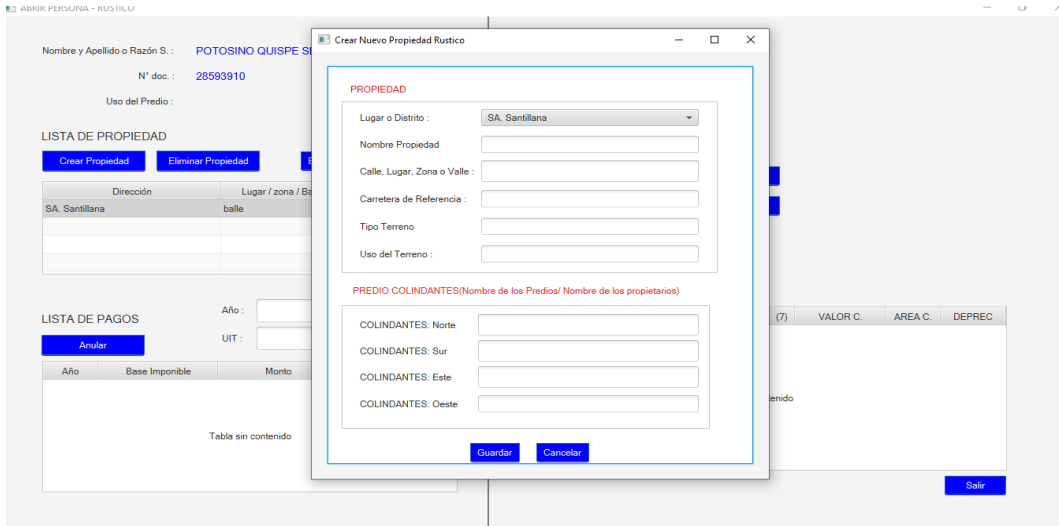 ABRIR PERSONA - RUSTICO
Nombre y Apellido o Razón S. : POTOSINO QUISPE
N° doc. : 28593910
Uso del Predio :
LISTA DE PROPIEDAD
Crear Propiedad Eliminar Propiedad
Dirección Lugar / zona /
SA. Santillana balle
LISTA DE PAGOS
Año :
Anular
UIT :
Año Base Imponible Monto
Tabla sin contenido
Crear Nuevo Propiedad Rustico
PROPIEDAD
Lugar o Distrito : SA. Santillana
Nombre Propiedad
Calle, Lugar, Zona o Valle :
Carretera de Referencia :
Tipo Terreno
Uso del Terreno :
PREDIO COLINDANTES(Nombre de los Predios/ Nombre de los propietarios)
COLINDANTES: Norte
COLINDANTES: Sur
COLINDANTES: Este
COLINDANTES: Oeste
Guardar Cancelar
(7) VALOR C. AREA C. DEPREC
Salir